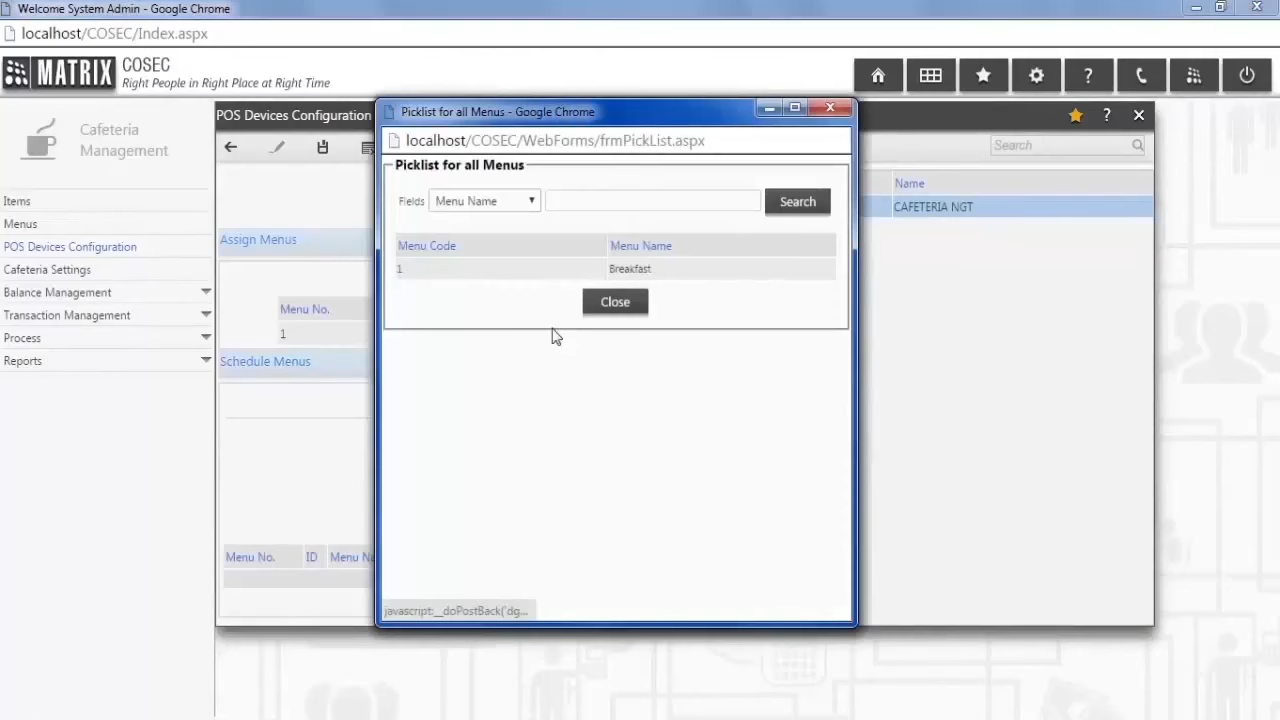 Welcome System Admin - Google Chrome
localhost/COSEC/Index.aspx
MATRIX
COSEC
Right People in Right Place at Right Time
?
Cafeteria
Management
Items
Menus
POS Devices Configuration
Cafeteria Settings
Balance Management
Transaction Management
Process
Reports
POS Devices Configuration
?
Search
Name
CAFETERIA NGT
Assign Menus
Menu No.
1
Schedule Menus
Menu No. ID
Picklist for all Menus - Google Chrome
localhost/COSEC/WebForms/frmPickList.aspx
Picklist for all Menus
Fields Menu Name Search
Menu Code Menu Name
1 Breakfast
Close
javascript:__doPostBack('dg...